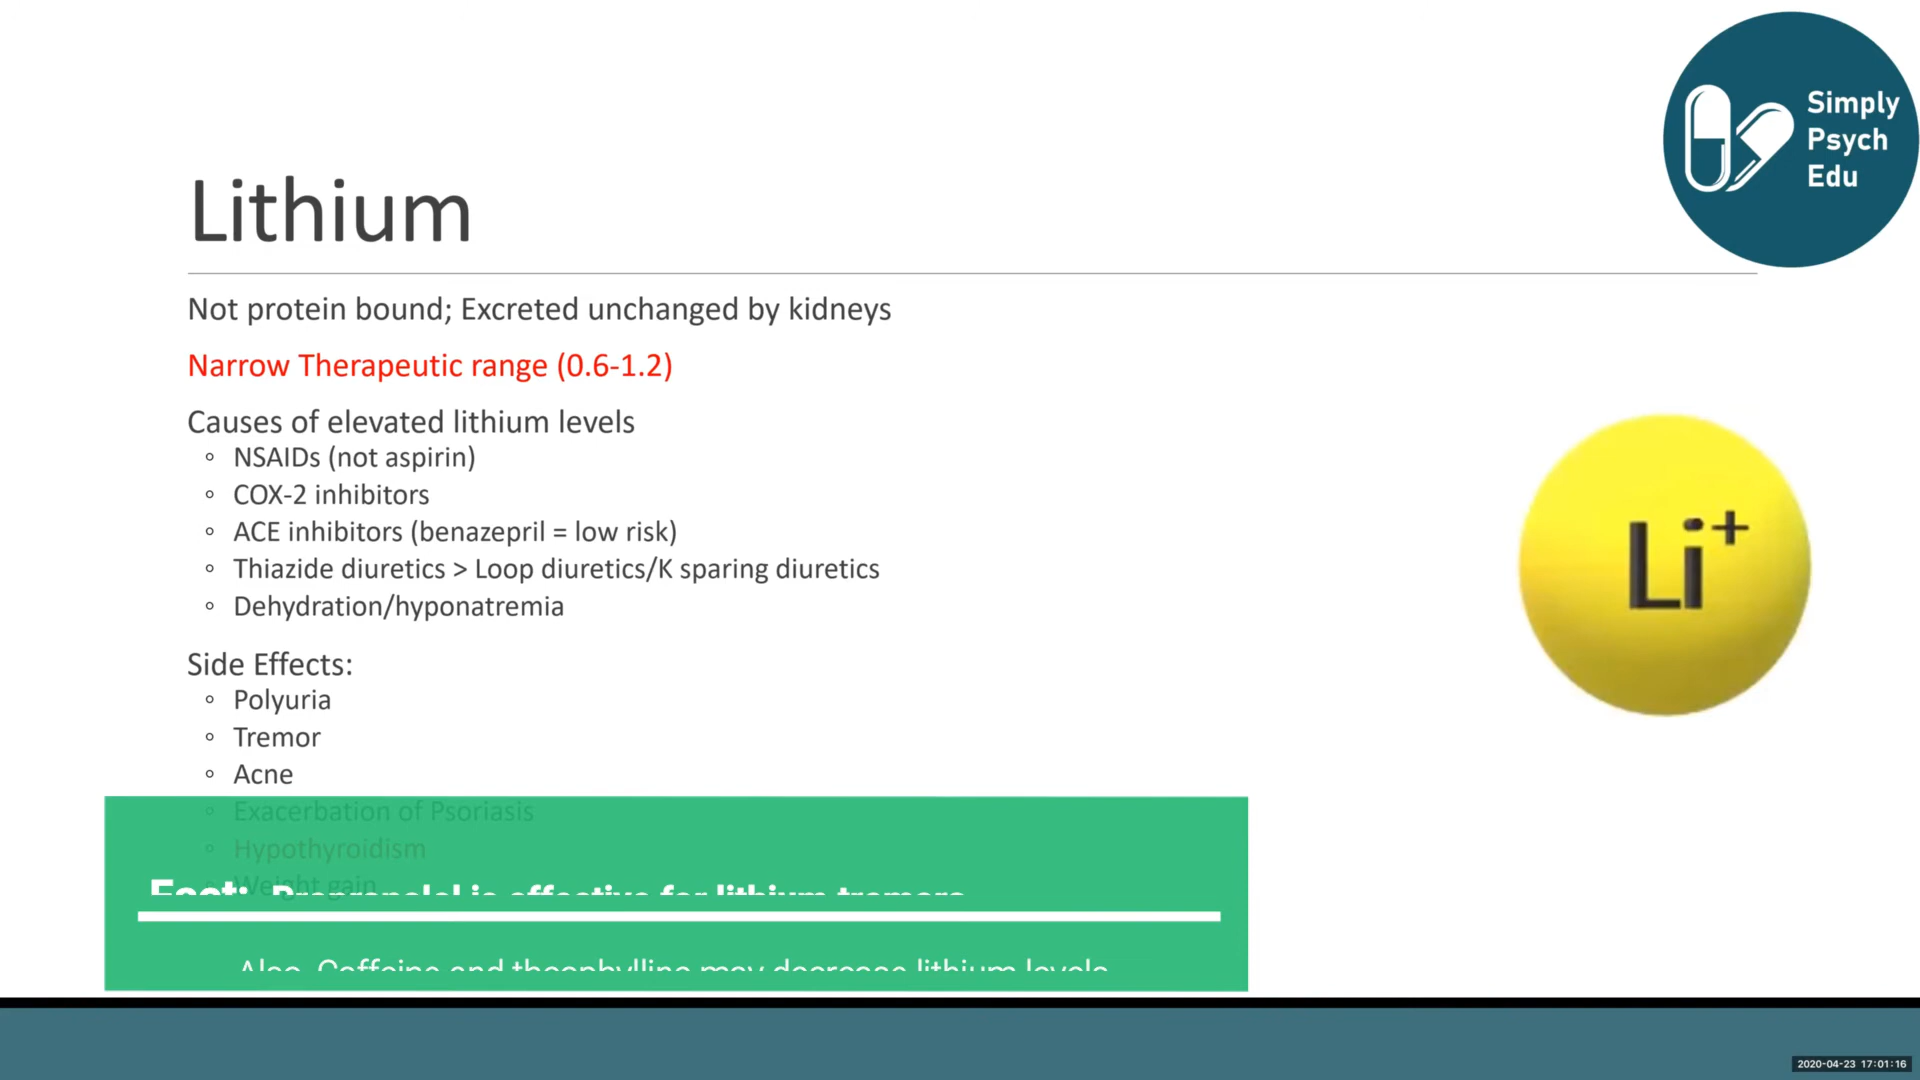 Simply
Psych
Edu
Lithium
Not protein bound; Excreted unchanged by kidneys
Narrow Therapeutic range (0.6-1.2)
Causes of elevated lithium levels
◦ NSAIDs (not aspirin)
◦ COX-2 inhibitors
◦ ACE inhibitors (benazepril = low risk)
◦ Thiazide diuretics > Loop diuretics/K sparing diuretics
◦ Dehydration/hyponatremia
Li+
Side Effects:
◦ Polyuria
◦ Tremor
◦ Acne
◦ Exacerbation of Psoriasis
◦ Hypothyroidism
◦ Weight gain
Fact: Propranolol is effective for lithium tremors
Also, Caffeine and theophylline may decrease lithium levels
2020-04-23 17:01:16